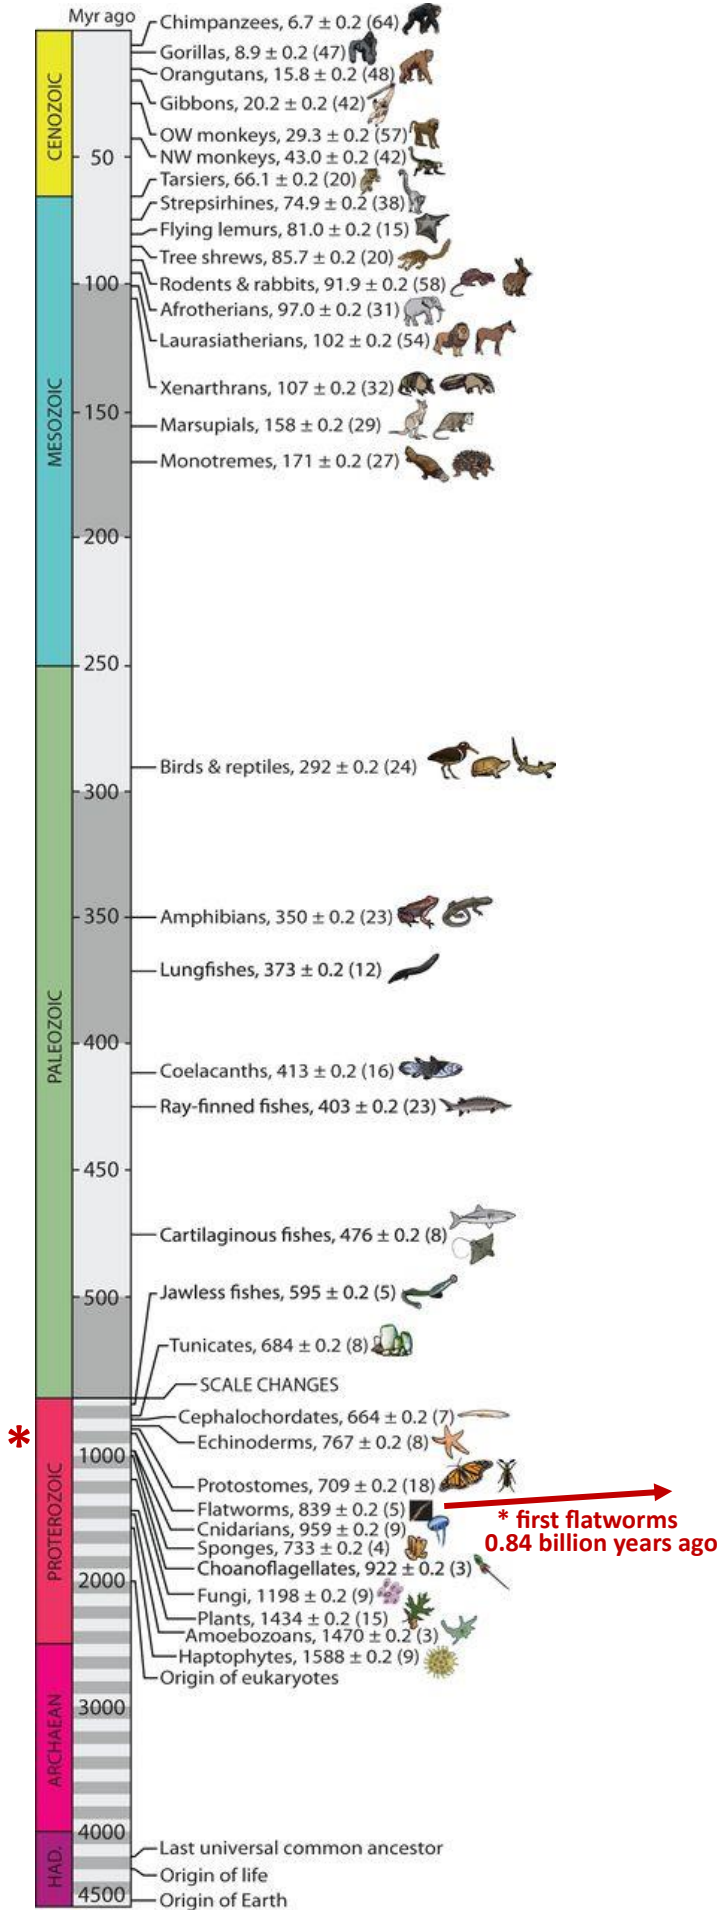 Myr ago
CENOZOIC
MESOZOIC
PALEOZOIC
PROTEROZOIC
ARCHAEAN
HAD.
50
100
150
200
250
300
350
400
450
500
1000
2000
3000
4000
4500
Chimpanzees, 6.7 ± 0.2 (64)
Gorillas, 8.9 ± 0.2 (47)
Orangutans, 15.8 ± 0.2 (48)
Gibbons, 20.2 ± 0.2 (42)
OW monkeys, 29.3 ± 0.2 (57)
NW monkeys, 43.0 ± 0.2 (42)
Tarsiers, 66.1 ± 0.2 (20)
Strepsirhines, 74.9 ± 0.2 (38)
Flying lemurs, 81.0 ± 0.2 (15)
Tree shrews, 85.7 ± 0.2 (20)
Rodents & rabbits, 91.9 ± 0.2 (58)
Afrotherians, 97.0 ± 0.2 (31)
Laurasiatherians, 102 ± 0.2 (54)
Xenarthrans, 107 ± 0.2 (32)
Marsupials, 158 ± 0.2 (29)
Monotremes, 171 ± 0.2 (27)
Birds & reptiles, 292 ± 0.2 (24)
Amphibians, 350 ± 0.2 (23)
Lungfishes, 373 ± 0.2 (12)
Coelacanths, 413 ± 0.2 (16)
Ray-finned fishes, 403 ± 0.2 (23)
Cartilaginous fishes, 476 ± 0.2 (8)
Jawless fishes, 595 ± 0.2 (5)
Tunicates, 684 ± 0.2 (8)
SCALE CHANGES
Cephalochordates, 664 ± 0.2 (7)
*
Echinoderms, 767 ± 0.2 (8)
Protostomes, 709 ± 0.2 (18)
Flatworms, 839 ± 0.2 (5)
* first flatworms
0.84 billion years ago
Cnidarians, 959 ± 0.2 (9)
Sponges, 733 ± 0.2 (4)
Choanoflagellates, 922 ± 0.2 (3)
Fungi, 1198 ± 0.2 (9)
Plants, 1434 ± 0.2 (15)
Amoebozoans, 1470 ± 0.2 (3)
Haptophytes, 1588 ± 0.2 (9)
Origin of eukaryotes
Last universal common ancestor
Origin of life
Origin of Earth